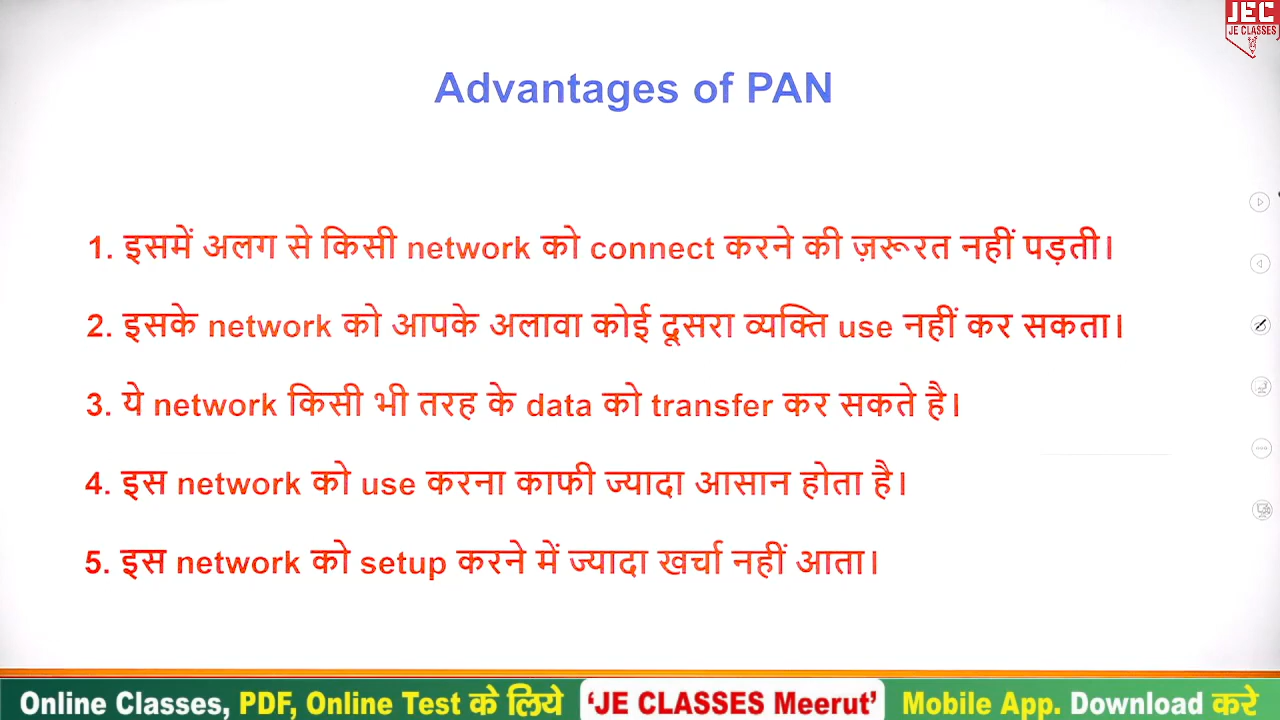 JEC
JE CLASSES
Advantages of PAN
1. इसमें अलग से किसी network को connect करने की ज़रूरत नहीं पड़ती।
2. इसके network को आपके अलावा कोई दूसरा व्यक्ति use नहीं कर सकता।
3. ये network किसी भी तरह के data को transfer कर सकते है।
4. इस network को use करना काफी ज्यादा आसान होता है।
5. इस network को setup करने में ज्यादा खर्चा नहीं आता।
Online Classes, PDF, Online Test के लिये 'JE CLASSES Meerut' Mobile App. Download करे